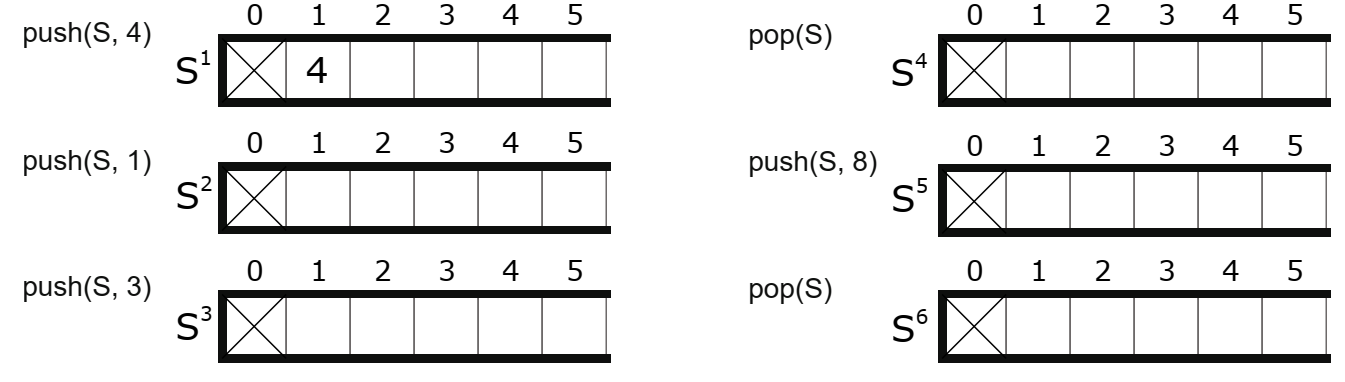 push(S, 4)
0 1 2 3 4 5
S¹ 4
push(S, 1)
0 1 2 3 4 5
S²
push(S, 3)
0 1 2 3 4 5
S³
pop(S)
0 1 2 3 4 5
S⁴
push(S, 8)
0 1 2 3 4 5
S⁵
pop(S)
0 1 2 3 4 5
S⁶